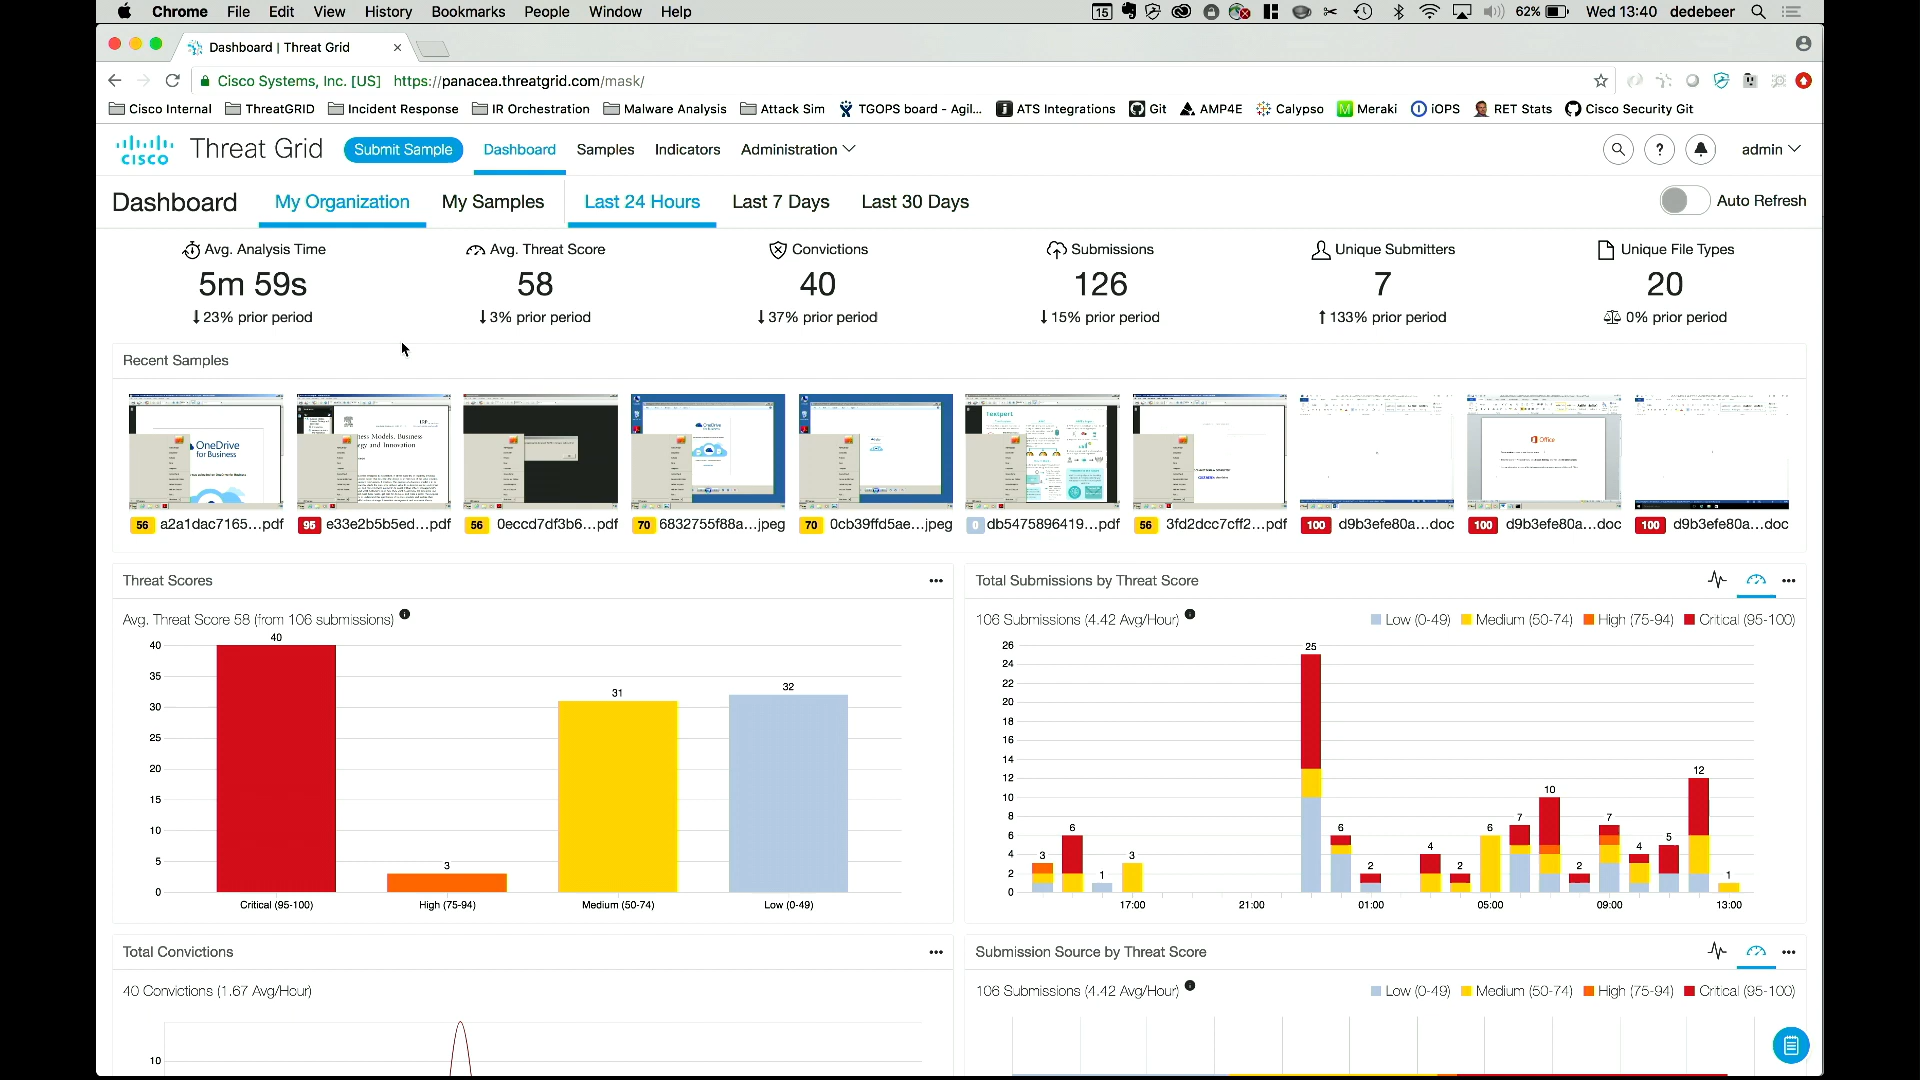 Chrome File Edit View History Bookmarks People Window Help 15 62% Wed 13:40 dedebeer
Dashboard | Threat Grid
Cisco Systems, Inc. [US] https://panacea.threatgrid.com/mask/
Cisco Internal ThreatGRID Incident Response IR Orchestration Malware Analysis Attack Sim TGOPS board - Agil... ATS Integrations Git AMP4E Calypso Meraki iOPS RET Stats Cisco Security Git
CISCO Threat Grid Submit Sample Dashboard Samples Indicators Administration ? admin
Dashboard My Organization My Samples Last 24 Hours Last 7 Days Last 30 Days Auto Refresh
Avg. Analysis Time Avg. Threat Score Convictions Submissions Unique Submitters Unique File Types
5m 59s 58 40 126 7 20
↓23% prior period ↓3% prior period ↓37% prior period ↓15% prior period ↑133% prior period 0% prior period
Recent Samples
OneDrive for Business
Office
56 a2a1dac7165...pdf 95 e33e2b5b5ed...pdf 56 0eccd7df3b6...pdf 70 6832755f88a...jpeg 70 0cb39ffd5ae...jpeg 0 db5475896419...pdf 56 3fd2dcc7cff2...pdf 100 d9b3efe80a...doc 100 d9b3efe80a...doc 100 d9b3efe80a...doc
Threat Scores
Avg. Threat Score 58 (from 106 submissions)
40
40
35
30
25
20
15
10
5
0
3
31
32
Critical (95-100) High (75-94) Medium (50-74) Low (0-49)
Total Submissions by Threat Score
106 Submissions (4.42 Avg/Hour) Low (0-49) Medium (50-74) High (75-94) Critical (95-100)
26
24
22
20
18
16
14
12
10
8
6
4
2
0
3 6 1 3 25 6 2 4 2 6 7 10 2 7 4 5 12 1
17:00 21:00 01:00 05:00 09:00 13:00
Total Convictions
40 Convictions (1.67 Avg/Hour)
10
Submission Source by Threat Score
106 Submissions (4.42 Avg/Hour) Low (0-49) Medium (50-74) High (75-94) Critical (95-100)